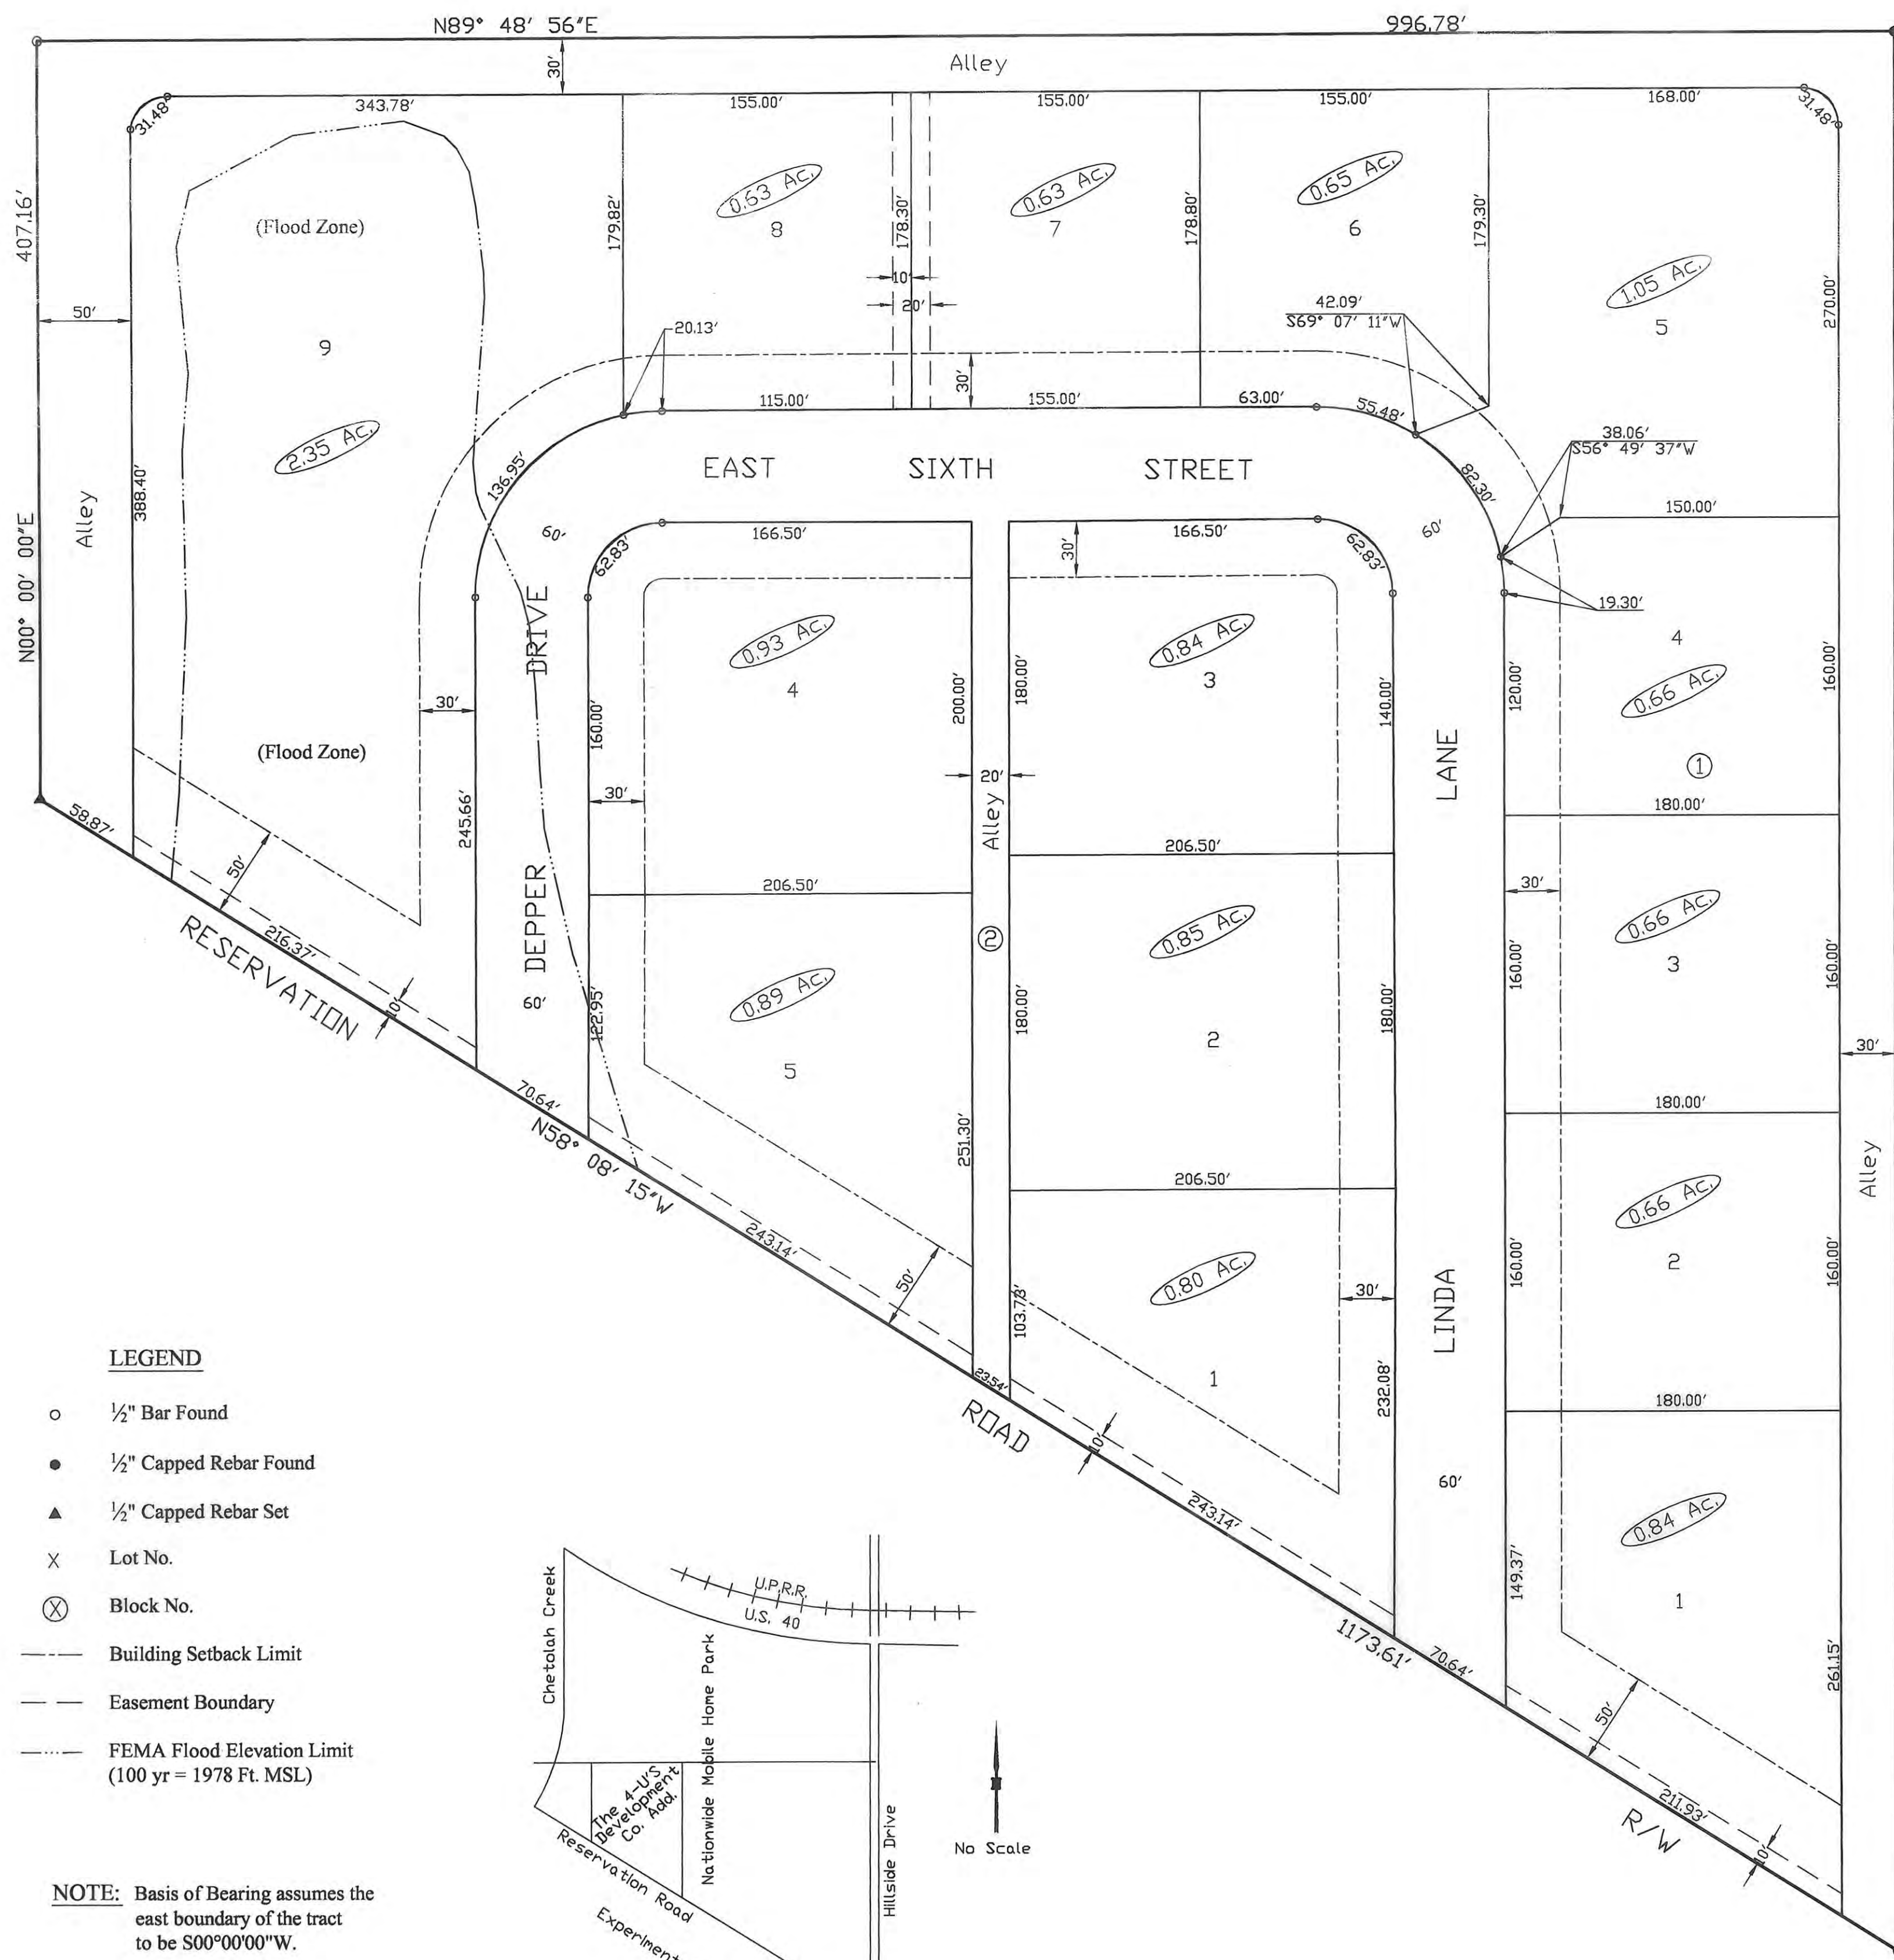 N89° 48′ 56″E
996.78′
30′
Alley
343.78′
155.00′
155.00′
155.00′
168.00′
31.48′
31.48′
407.16′
(Flood Zone)
179.82′
0.63 Ac.
8
178.30′
0.63 Ac.
7
178.80′
0.65 Ac.
6
179.30′
1.05 Ac.
5
270.00′
10′
20′
42.09′
S69° 07′ 11″W
50′
9
20.13′
30′
115.00′
155.00′
63.00′
55.48′
2.35 Ac.
136.95′
EAST SIXTH STREET
82.30′
38.06′
S56° 49′ 37″W
388.40′
Alley
N00° 00′ 00″E
60′
62.83′
166.50′
30′
166.50′
62.83′
60′
150.00′
19.30′
DRIVE
0.93 Ac.
4
0.84 Ac.
3
4
0.66 Ac.
160.00′
200.00′
180.00′
140.00′
120.00′
30′
160.00′
(Flood Zone)
LANE
1
20′
Alley
30′
180.00′
58.87′
245.66′
50′
206.50′
206.50′
30′
DEPPER
2
0.85 Ac.
0.66 Ac.
3
RESERVATION
216.37′
10′
60′
122.95′
0.89 Ac.
5
180.00′
2
180.00′
160.00′
160.00′
30′
70.64′
N58° 08′ 15″W
251.30′
206.50′
180.00′
Alley
243.14′
50′
103.73′
0.80 Ac.
1
30′
LINDA
160.00′
0.66 Ac.
2
160.00′
23.54′
ROAD
232.08′
180.00′
10′
243.14′
60′
0.84 Ac.
1
149.37′
1173.61′
70.64′
261.15′
50′
211.93′
R/W
10′
LEGEND
½" Bar Found
½" Capped Rebar Found
½" Capped Rebar Set
X Lot No.
X Block No.
Building Setback Limit
Easement Boundary
FEMA Flood Elevation Limit
(100 yr = 1978 Ft. MSL)
NOTE: Basis of Bearing assumes the
east boundary of the tract
to be S00°00'00"W.
Chetolah Creek
U.P.R.R.
U.S. 40
Nationwide Mobile Home Park
The 4-U'S
Development
Co. Add.
Reservation Road
Hillside Drive
No Scale